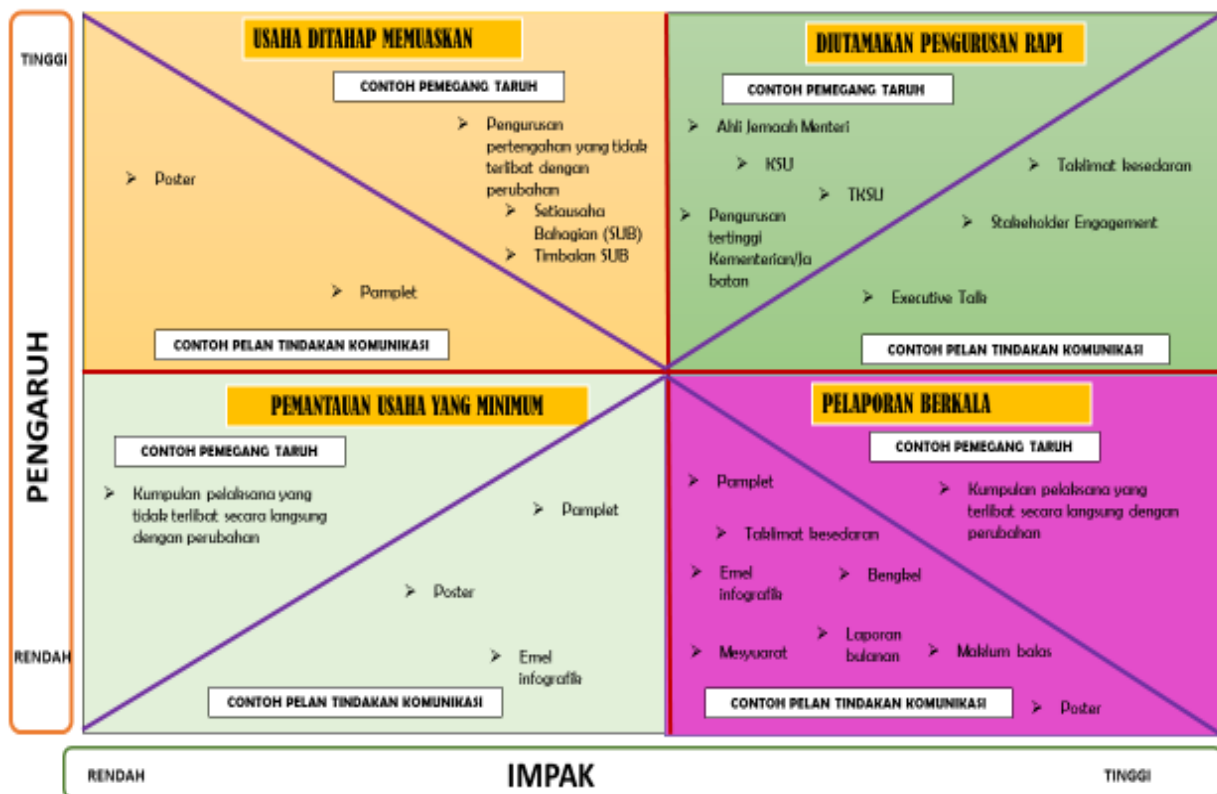 TINGGI
PENGARUH
RENDAH
USAHA DITAHAP MEMUASKAN
CONTOH PEMEGANG TARUH
Pengurusan
pertengahan yang tidak
terlibat dengan
perubahan
Setiausaha
Bahagian (SUB)
Timbalan SUB
Poster
Pamplet
CONTOH PELAN TINDAKAN KOMUNIKASI
DIUTAMAKAN PENGURUSAN RAPI
CONTOH PEMEGANG TARUH
Ahli Jemaah Menteri
KSU
TKSU
Pengurusan
tertinggi
Kementerian/Ja
batan
Taklimat kesedaran
Stakeholder Engagement
Executive Talk
CONTOH PELAN TINDAKAN KOMUNIKASI
PEMANTAUAN USAHA YANG MINIMUM
CONTOH PEMEGANG TARUH
Kumpulan pelaksana yang
tidak terlibat secara langsung
dengan perubahan
Pamplet
Poster
Emel
infografik
CONTOH PELAN TINDAKAN KOMUNIKASI
PELAPORAN BERKALA
CONTOH PEMEGANG TARUH
Kumpulan pelaksana yang
terlibat secara langsung dengan
perubahan
Pamplet
Taklimat kesedaran
Emel
infografik
Bengkel
Mesyuarat
Laporan
bulanan
Maklum balas
CONTOH PELAN TINDAKAN KOMUNIKASI
Poster
RENDAH
IMPAK
TINGGI